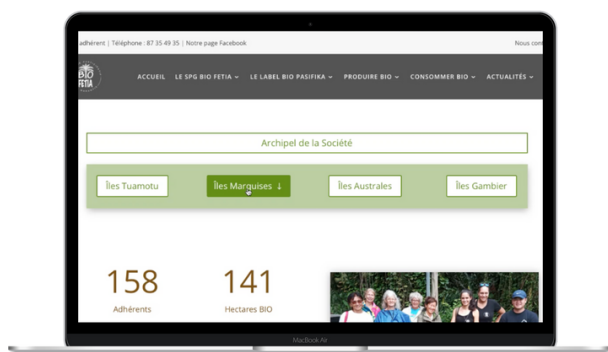 adhérent | Téléphone : 87 35 49 35 | Notre page Facebook
Nous con
BIO FETIA
ACCUEIL LE SPG BIO FETIA LE LABEL BIO PASIFIKA PRODUIRE BIO CONSOMMER BIO ACTUALITÉS
Archipel de la Société
Îles Tuamotu
Îles Marquises ↓
Îles Australes
Îles Gambier
158
Adhérents
141
Hectares BIO
MacBook Air